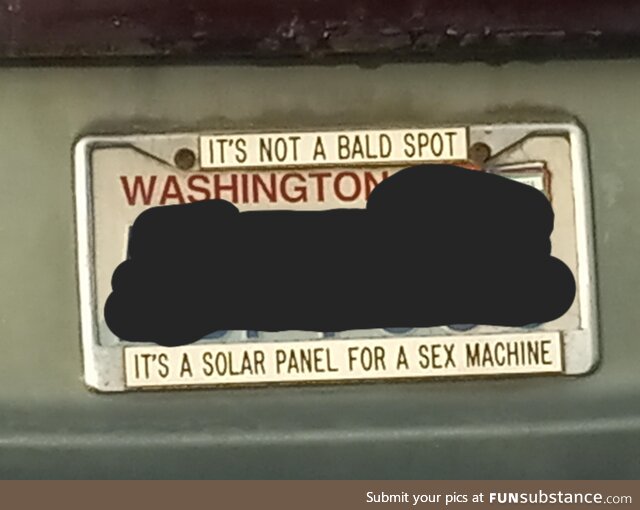 IT'S NOT A BALD SPOT
WASHINGTON
IT'S A SOLAR PANEL FOR A SEX MACHINE
Submit your pics at FUNsubstance.com